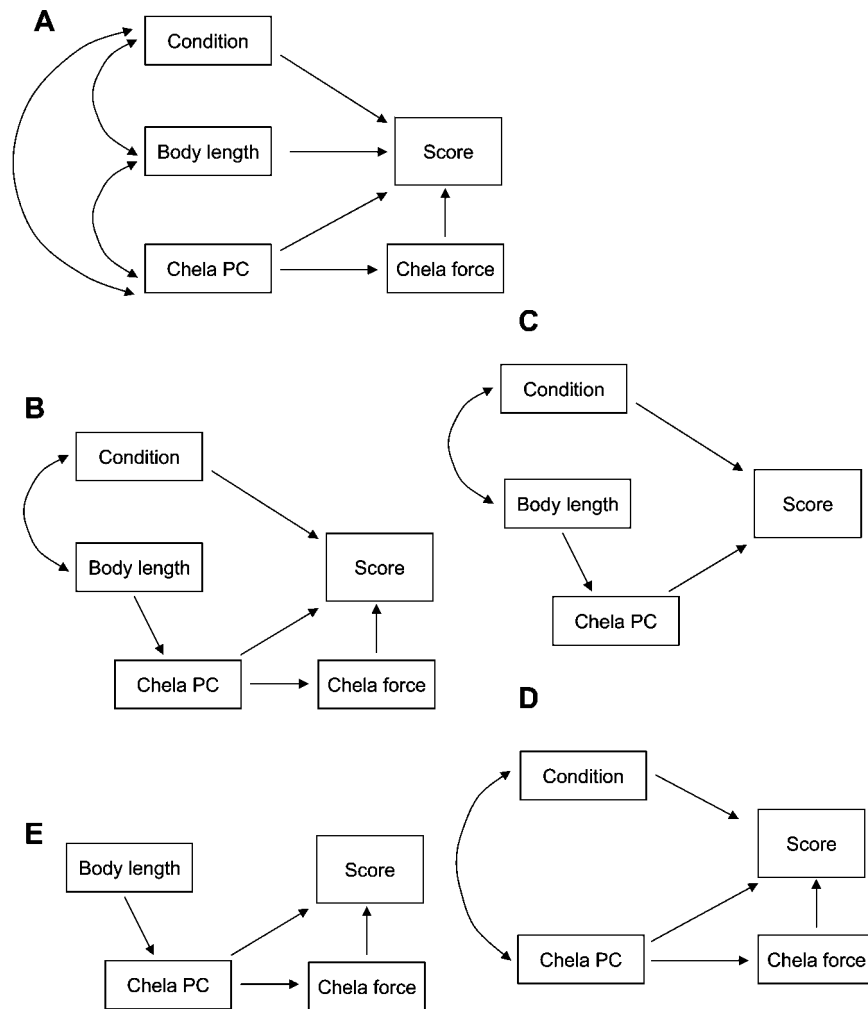 A
Condition
Body length
Score
Chela PC
Chela force
B
Condition
Body length
Score
Chela PC
Chela force
C
Condition
Body length
Score
Chela PC
D
Condition
Score
Chela PC
Chela force
E
Body length
Score
Chela PC
Chela force